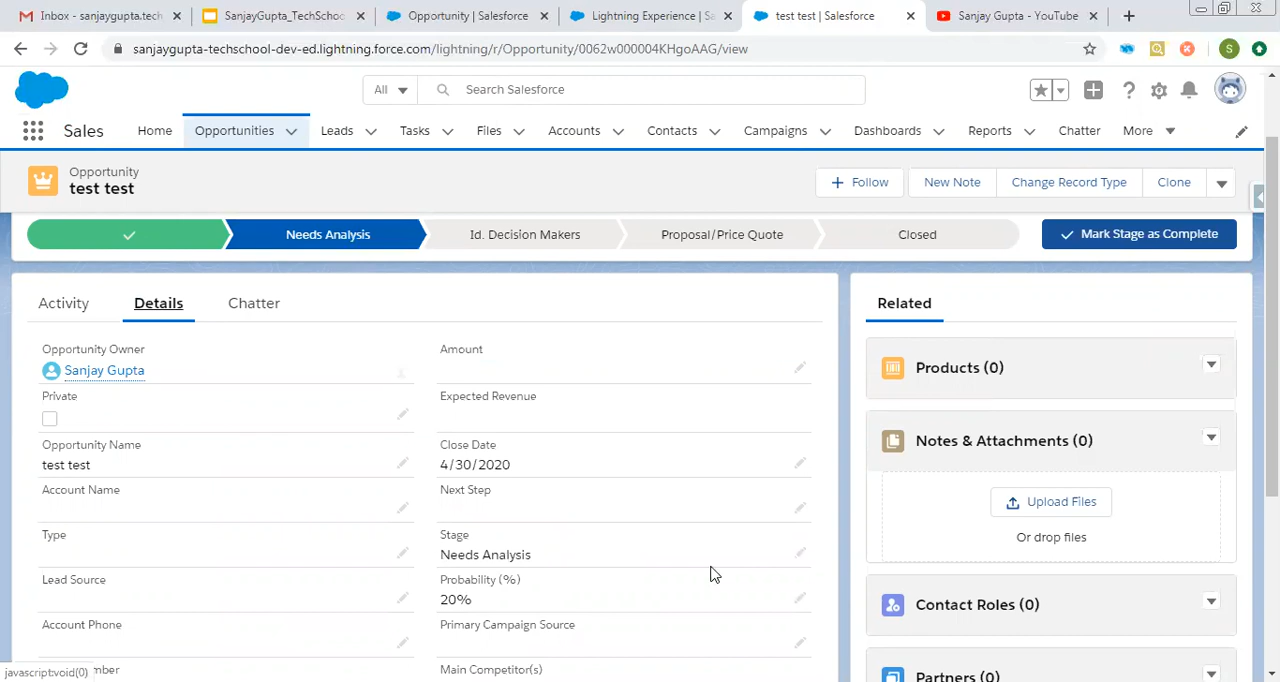 Inbox - sanjaygupta.tech
SanjayGupta_TechSchool
Opportunity | Salesforce
Lightning Experience | Sa
test test | Salesforce
Sanjay Gupta - YouTube
sanjaygupta-techschool-dev-ed.lightning.force.com/lightning/r/Opportunity/0062w000004KHgoAAG/view
S
All
Search Salesforce
Sales
Home
Opportunities
Leads
Tasks
Files
Accounts
Contacts
Campaigns
Dashboards
Reports
Chatter
More
Opportunity
test test
Follow
New Note
Change Record Type
Clone
Needs Analysis
Id. Decision Makers
Proposal/Price Quote
Closed
Mark Stage as Complete
Activity
Details
Chatter
Opportunity Owner
Sanjay Gupta
Amount
Private
Expected Revenue
Opportunity Name
test test
Close Date
4/30/2020
Account Name
Next Step
Type
Stage
Needs Analysis
Lead Source
Probability (%)
20%
Account Phone
Primary Campaign Source
Main Competitor(s)
Related
Products (0)
Notes & Attachments (0)
Upload Files
Or drop files
Contact Roles (0)
Partners (0)
javascript:void(0)